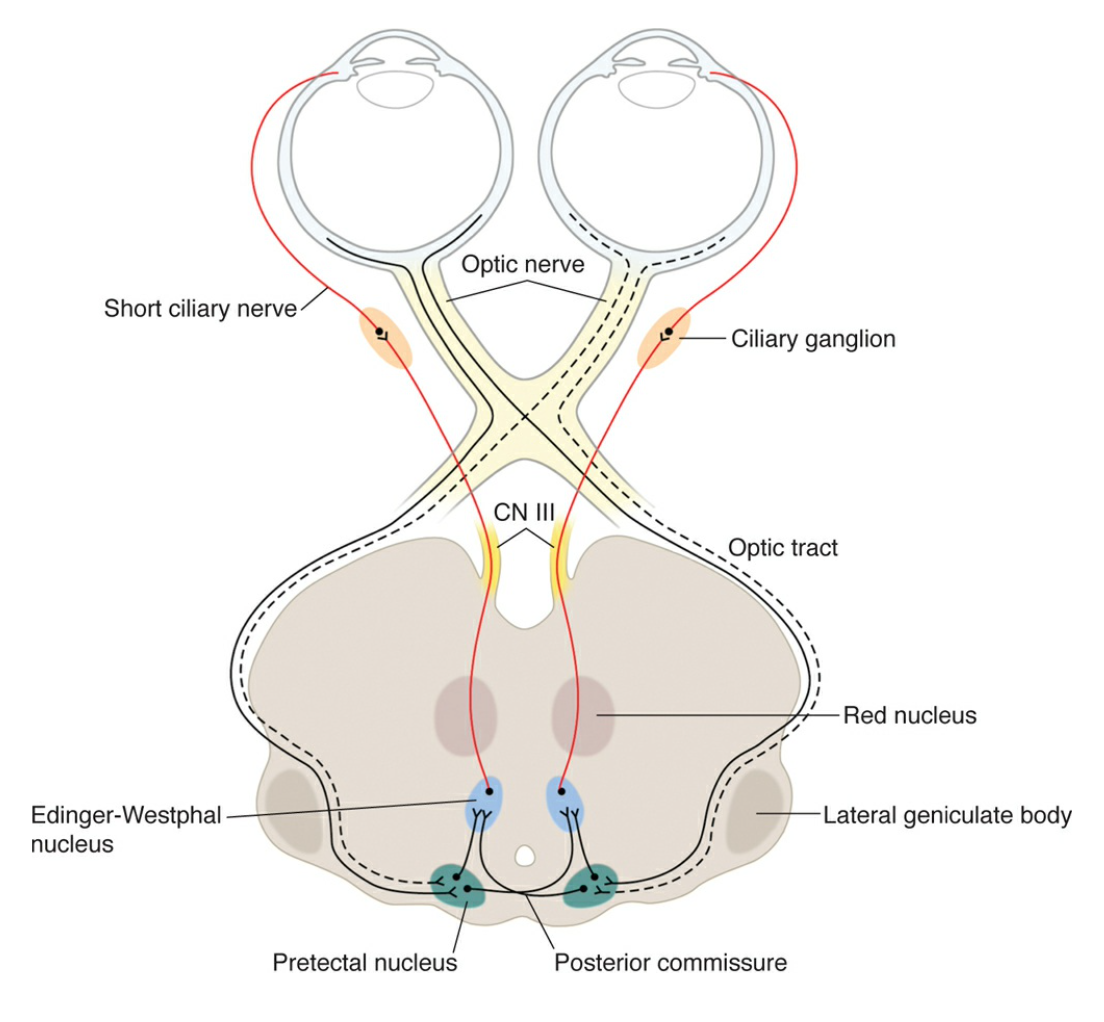 Optic nerve
Short ciliary nerve
Ciliary ganglion
CN III
Optic tract
Red nucleus
Edinger-Westphal
nucleus
Lateral geniculate body
Pretectal nucleus
Posterior commissure